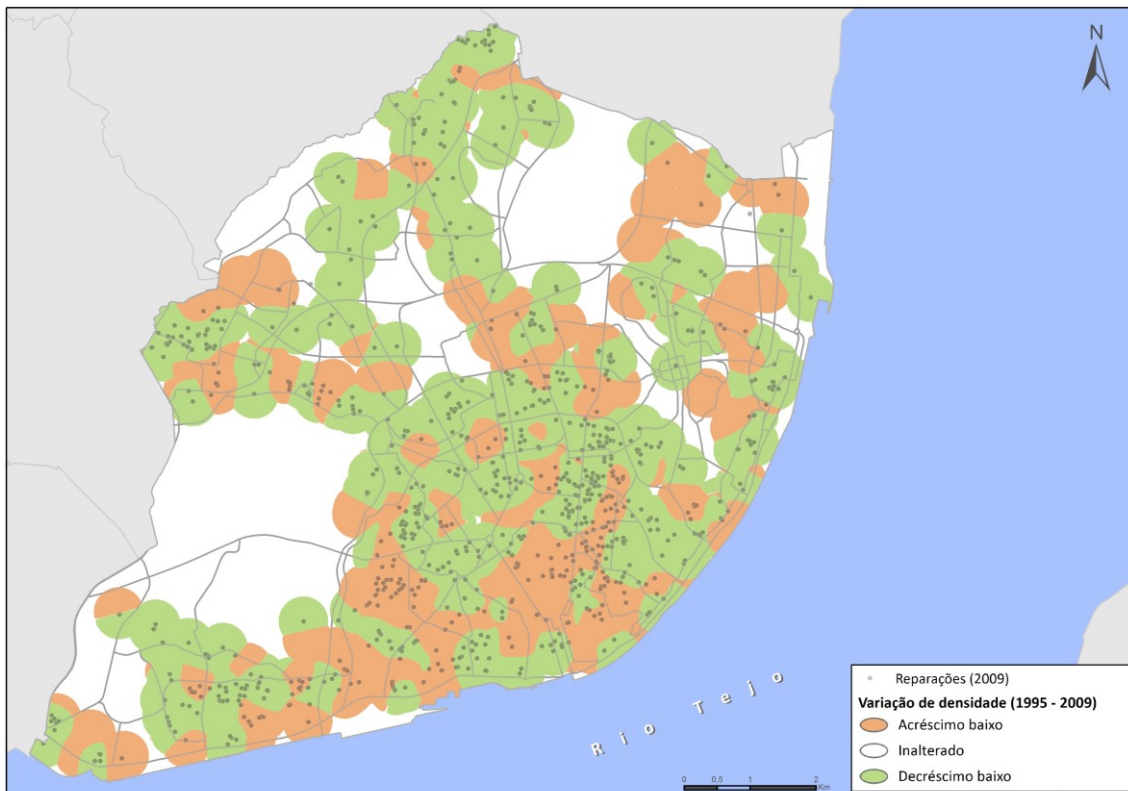 N
Rio Tejo
Reparações (2009)
Variação de densidade (1995 - 2009)
Acréscimo baixo
Inalterado
Decréscimo baixo
0 0,5 1 2
Km